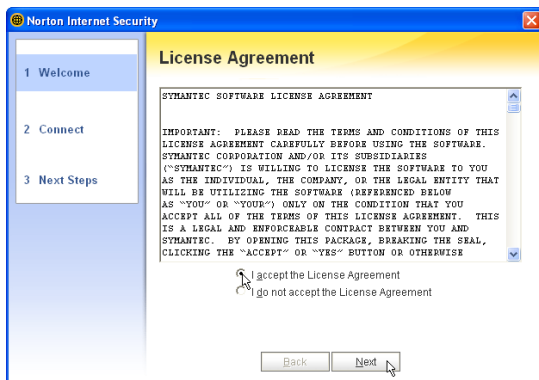 Norton Internet Security
License Agreement
1 Welcome
2 Connect
3 Next Steps
SYMANTEC SOFTWARE LICENSE AGREEMENT
IMPORTANT: PLEASE READ THE TERMS AND CONDITIONS OF THIS
LICENSE AGREEMENT CAREFULLY BEFORE USING THE SOFTWARE.
SYMANTEC CORPORATION AND/OR ITS SUBSIDIARIES
("SYMANTEC") IS WILLING TO LICENSE THE SOFTWARE TO YOU
AS THE INDIVIDUAL, THE COMPANY, OR THE LEGAL ENTITY THAT
WILL BE UTILIZING THE SOFTWARE (REFERENCED BELOW
AS "YOU" OR "YOUR") ONLY ON THE CONDITION THAT YOU
ACCEPT ALL OF THE TERMS OF THIS LICENSE AGREEMENT. THIS
IS A LEGAL AND ENFORCEABLE CONTRACT BETWEEN YOU AND
SYMANTEC. BY OPENING THIS PACKAGE, BREAKING THE SEAL,
CLICKING THE "ACCEPT" OR "YES" BUTTON OR OTHERWISE
I accept the License Agreement
I do not accept the License Agreement
Back Next